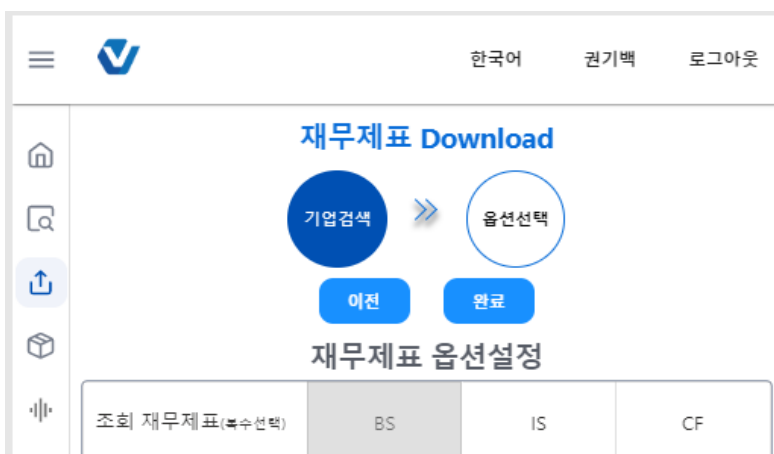 한국어 권기백 로그아웃
재무제표 Download
기업검색 옵션선택
이전 완료
재무제표 옵션설정
조회 재무제표(복수선택) BS IS CF